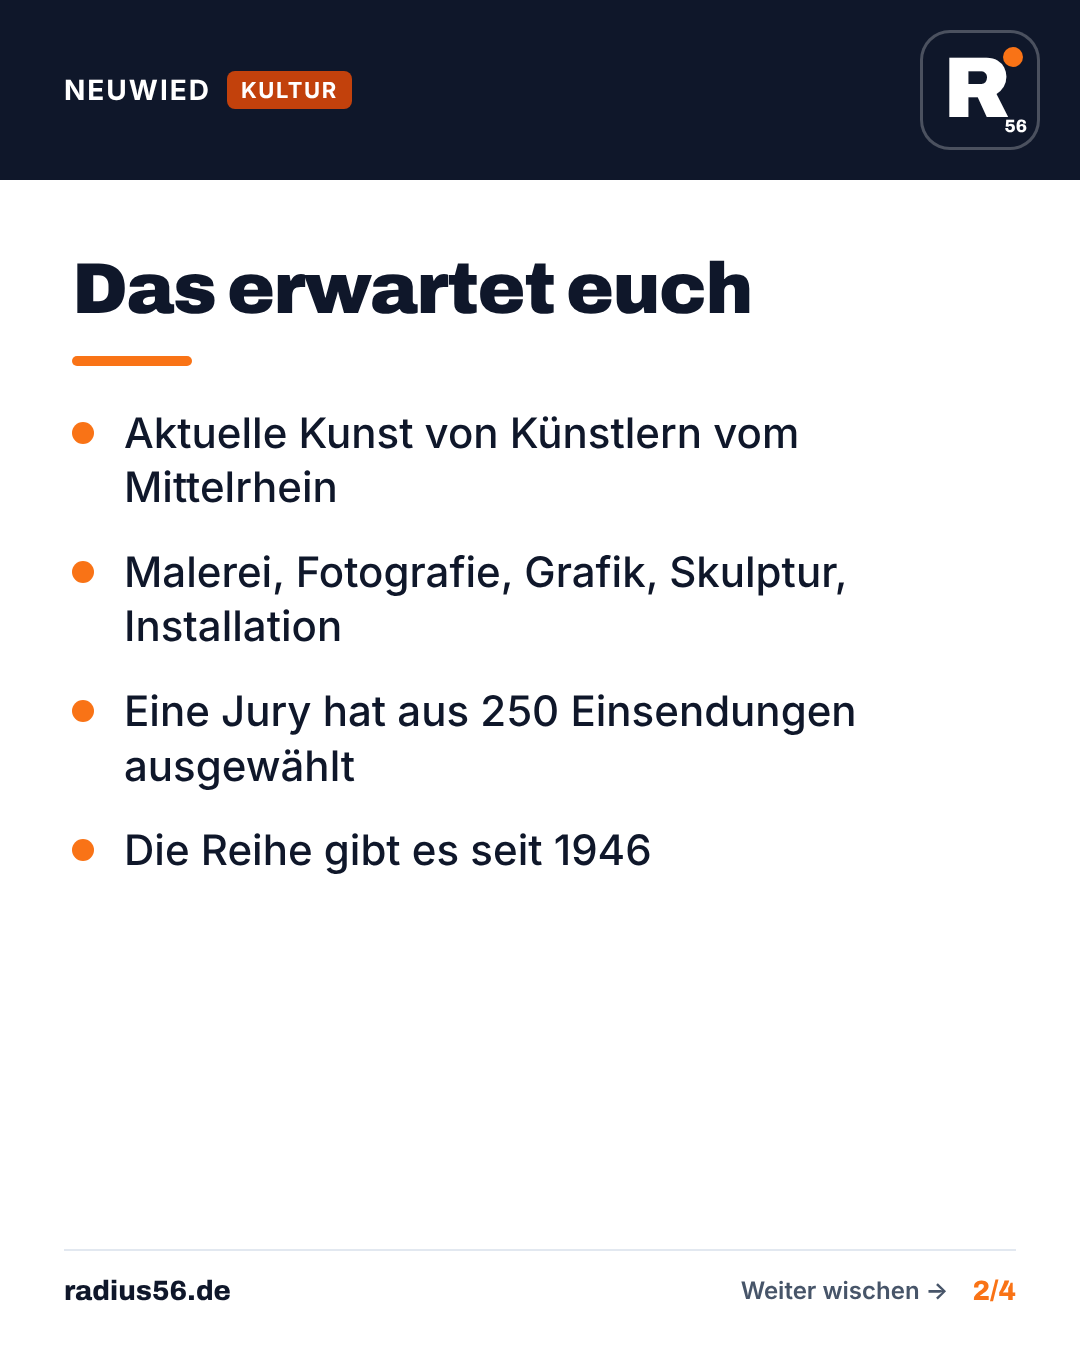 NEUWIED KULTUR
R
56
Das erwartet euch
Aktuelle Kunst von Künstlern vom
Mittelrhein
Malerei, Fotografie, Grafik, Skulptur,
Installation
Eine Jury hat aus 250 Einsendungen
ausgewählt
Die Reihe gibt es seit 1946
radius56.de
Weiter wischen → 2/4